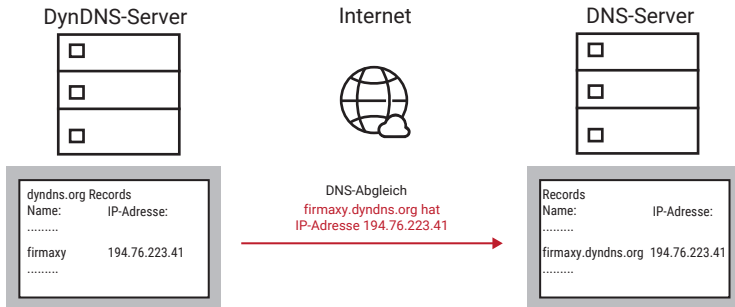 DynDNS-Server
Internet
DNS-Server
dyndns.org Records
Name: IP-Adresse:
.........
firmaxy 194.76.223.41
.........
DNS-Abgleich
firmaxy.dyndns.org hat
IP-Adresse 194.76.223.41
Records
Name: IP-Adresse:
.........
firmaxy.dyndns.org 194.76.223.41
.........